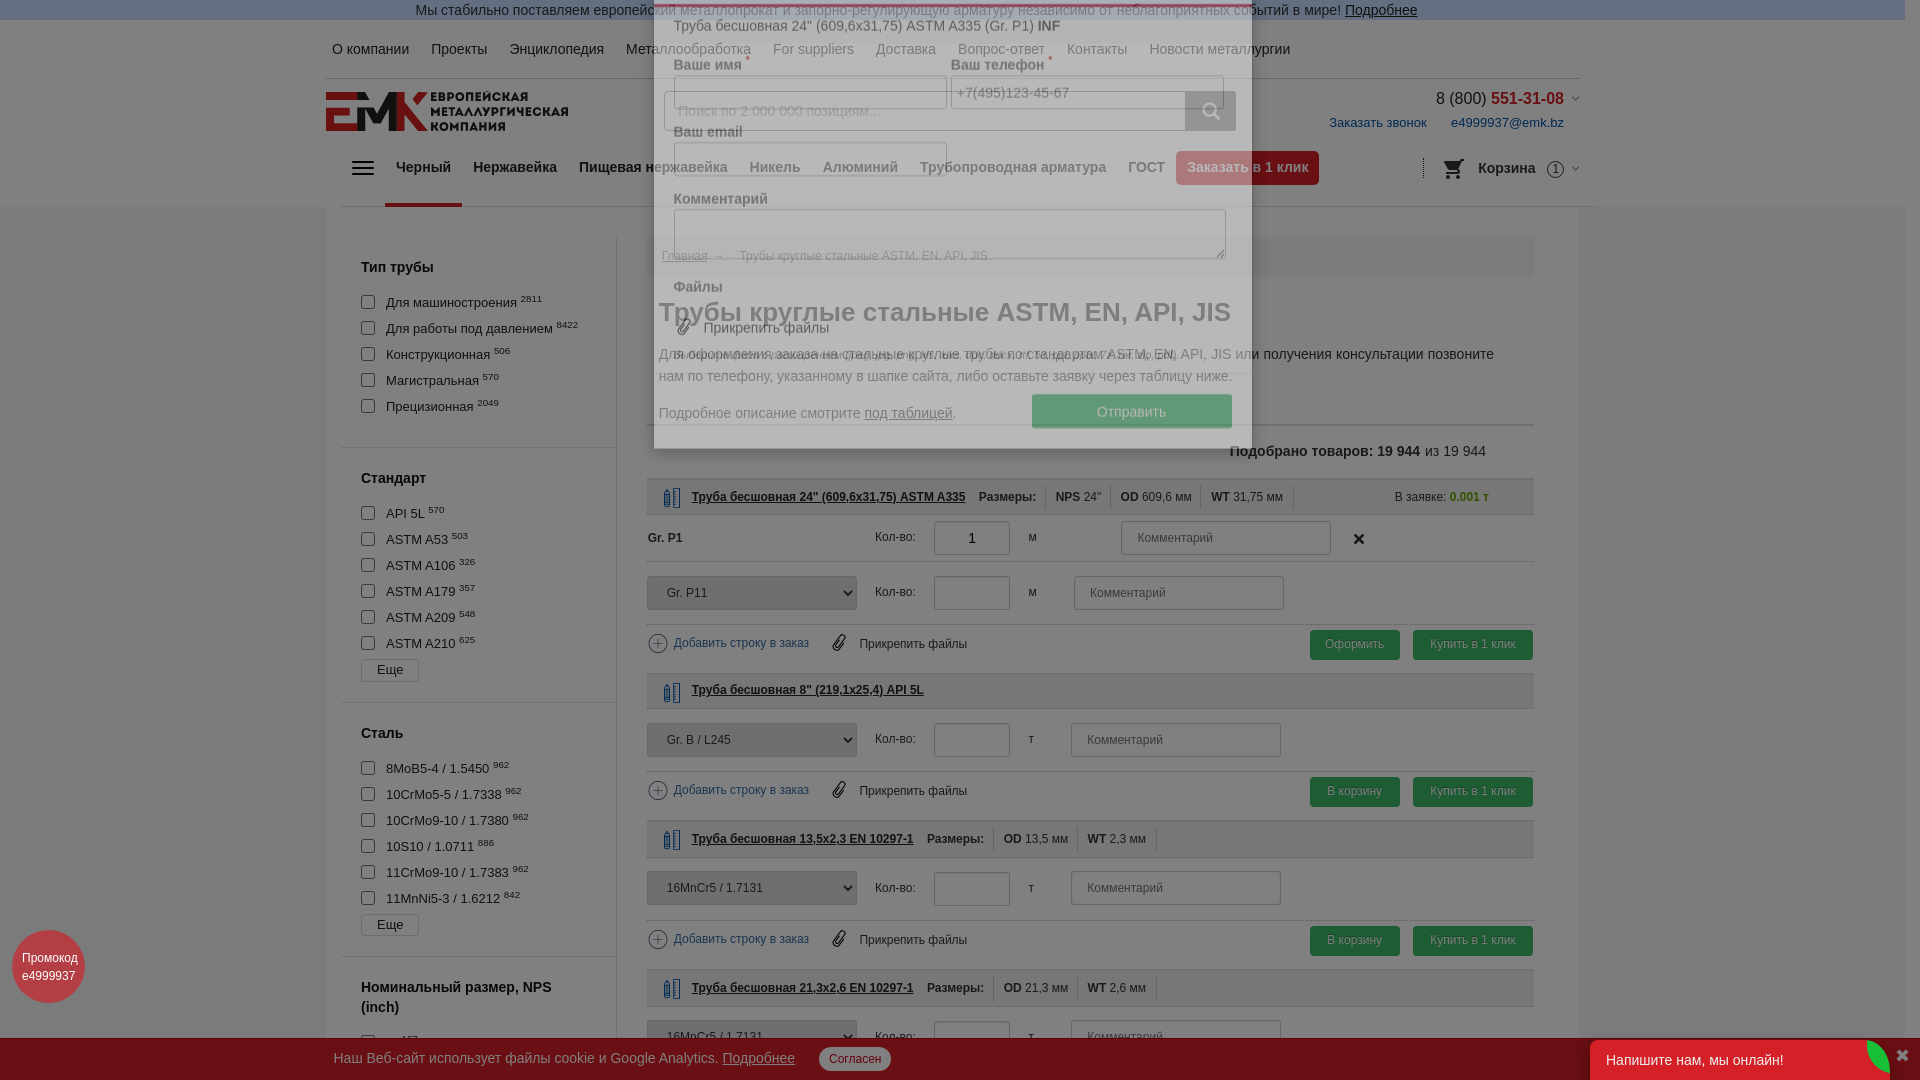 Мы стабильно поставляем европейский металлопрокат и запорно-регулирующую арматуру независимо от неблагоприятных событий в мире! Подробнее
Труба бесшовная 24" (609,6x31,75) ASTM A335 (Gr. P1) INF
О компании Проекты Энциклопедия Металлообработка For suppliers Доставка Вопрос-ответ Контакты Новости металлургии
Ваше имя * Ваш телефон *
+7(495)123-45-67
ЕМК ЕВРОПЕЙСКАЯ МЕТАЛЛУРГИЧЕСКАЯ КОМПАНИЯ
Поиск по 2 000 000 позициям...
8 (800) 551-31-08
Заказать звонок e4999937@emk.bz
Ваш email
Черный Нержавейка Пищевая нержавейка Никель Алюминий Трубопроводная арматура ГОСТ Заказать в 1 клик Корзина 1
Комментарий
Главная → Трубы круглые стальные ASTM, EN, API, JIS
Файлы
Трубы круглые стальные ASTM, EN, API, JIS
Прикрепить файлы
Для оформления заказа на стальные круглые трубы по стандартам ASTM, EN, API, JIS или получения консультации позвоните
нам по телефону, указанному в шапке сайта, либо оставьте заявку через таблицу ниже.
Подробное описание смотрите под таблицей.
Отправить
Тип трубы
Для машиностроения 2811
Для работы под давлением 8422
Конструкционная 506
Магистральная 570
Прецизионная 2049
Стандарт
API 5L 570
ASTM A53 503
ASTM A106 326
ASTM A179 357
ASTM A209 548
ASTM A210 625
Еще
Сталь
8MoB5-4 / 1.5450 962
10CrMo5-5 / 1.7338 962
10CrMo9-10 / 1.7380 962
10S10 / 1.0711 886
11CrMo9-10 / 1.7383 962
11MnNi5-3 / 1.6212 842
Еще
Номинальный размер, NPS
(inch)
Подобрано товаров: 19 944 из 19 944
Труба бесшовная 24" (609,6x31,75) ASTM A335 Размеры: NPS 24" OD 609,6 мм WT 31,75 мм В заявке: 0.001 т
Gr. P1 Кол-во: 1 м Комментарий
Gr. P11 Кол-во: м Комментарий
Добавить строку в заказ Прикрепить файлы Оформить Купить в 1 клик
Труба бесшовная 8" (219,1x25,4) API 5L
Gr. B / L245 Кол-во: т Комментарий
Добавить строку в заказ Прикрепить файлы В корзину Купить в 1 клик
Труба бесшовная 13,5x2,3 EN 10297-1 Размеры: OD 13,5 мм WT 2,3 мм
16MnCr5 / 1.7131 Кол-во: т Комментарий
Добавить строку в заказ Прикрепить файлы В корзину Купить в 1 клик
Труба бесшовная 21,3x2,6 EN 10297-1 Размеры: OD 21,3 мм WT 2,6 мм
16MnCr5 / 1.7131 Кол-во: т Комментарий
Промокод
e4999937
Наш Веб-сайт использует файлы cookie и Google Analytics. Подробнее Согласен
Напишите нам, мы онлайн!